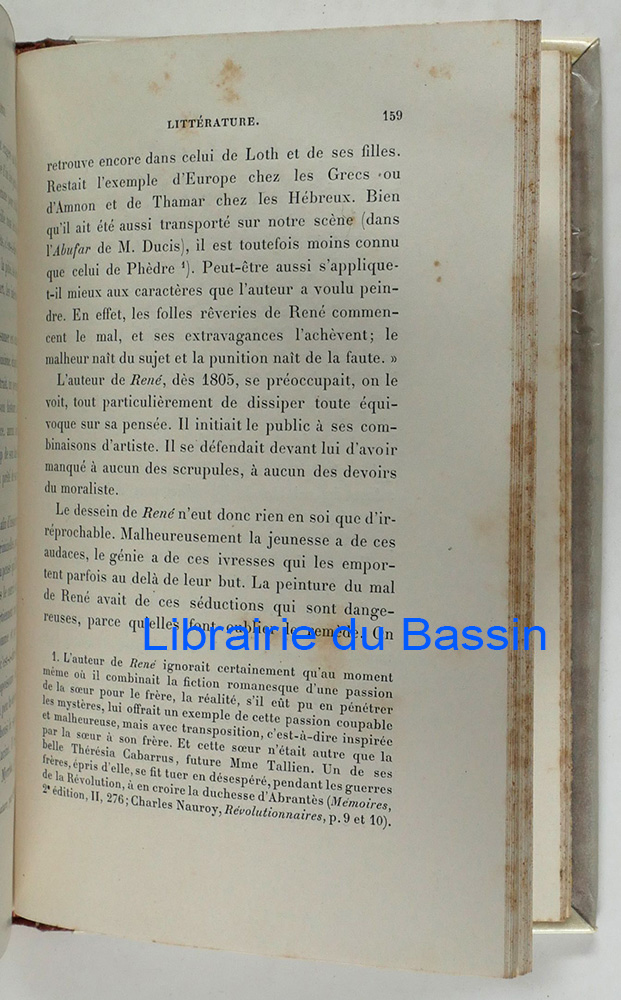 LITTÉRATURE.
159
retrouve encore dans celui de Loth et de ses filles.
Restait l'exemple d'Europe chez les Grecs ou
d'Amnon et de Thamar chez les Hébreux. Bien
qu'il ait été aussi transporté sur notre scène (dans
l'Abufar de M. Ducis), il est toutefois moins connu
que celui de Phèdre ¹). Peut-être aussi s'applique-
t-il mieux aux caractères que l'auteur a voulu pein-
dre. En effet, les folles rêveries de René commen-
cent le mal, et ses extravagances l'achèvent; le
malheur naît du sujet et la punition naît de la faute. »
L'auteur de René, dès 1805, se préoccupait, on le
voit, tout particulièrement de dissiper toute équi-
voque sur sa pensée. Il initiait le public à ses com-
binaisons d'artiste. Il se défendait devant lui d'avoir
manqué à aucun des scrupules, à aucun des devoirs
du moraliste.
Le dessein de René n'eut donc rien en soi que d'ir-
réprochable. Malheureusement la jeunesse a de ces
audaces, le génie a de ces ivresses qui les empor-
tent parfois au delà de leur but. La peinture du mal
de René avait de ces séductions qui sont dange-
reuses, parce qu'elles font oublier le remède. On
Librairie du Bassin
1. L'auteur de René ignorait certainement qu'au moment
même où il combinait la fiction romanesque d'une passion
de la sœur pour le frère, la réalité, s'il eût pu en pénétrer
les mystères, lui offrait un exemple de cette passion coupable
et malheureuse, mais avec transposition, c'est-à-dire inspirée
par la sœur à son frère. Et cette sœur n'était autre que la
belle Thérésia Cabarrus, future Mme Tallien. Un de ses
frères, épris d'elle, se fit tuer en désespéré, pendant les guerres
de la Révolution, à en croire la duchesse d'Abrantès (Mémoires,
2e édition, II, 276; Charles Nauroy, Révolutionnaires, p. 9 et 10).